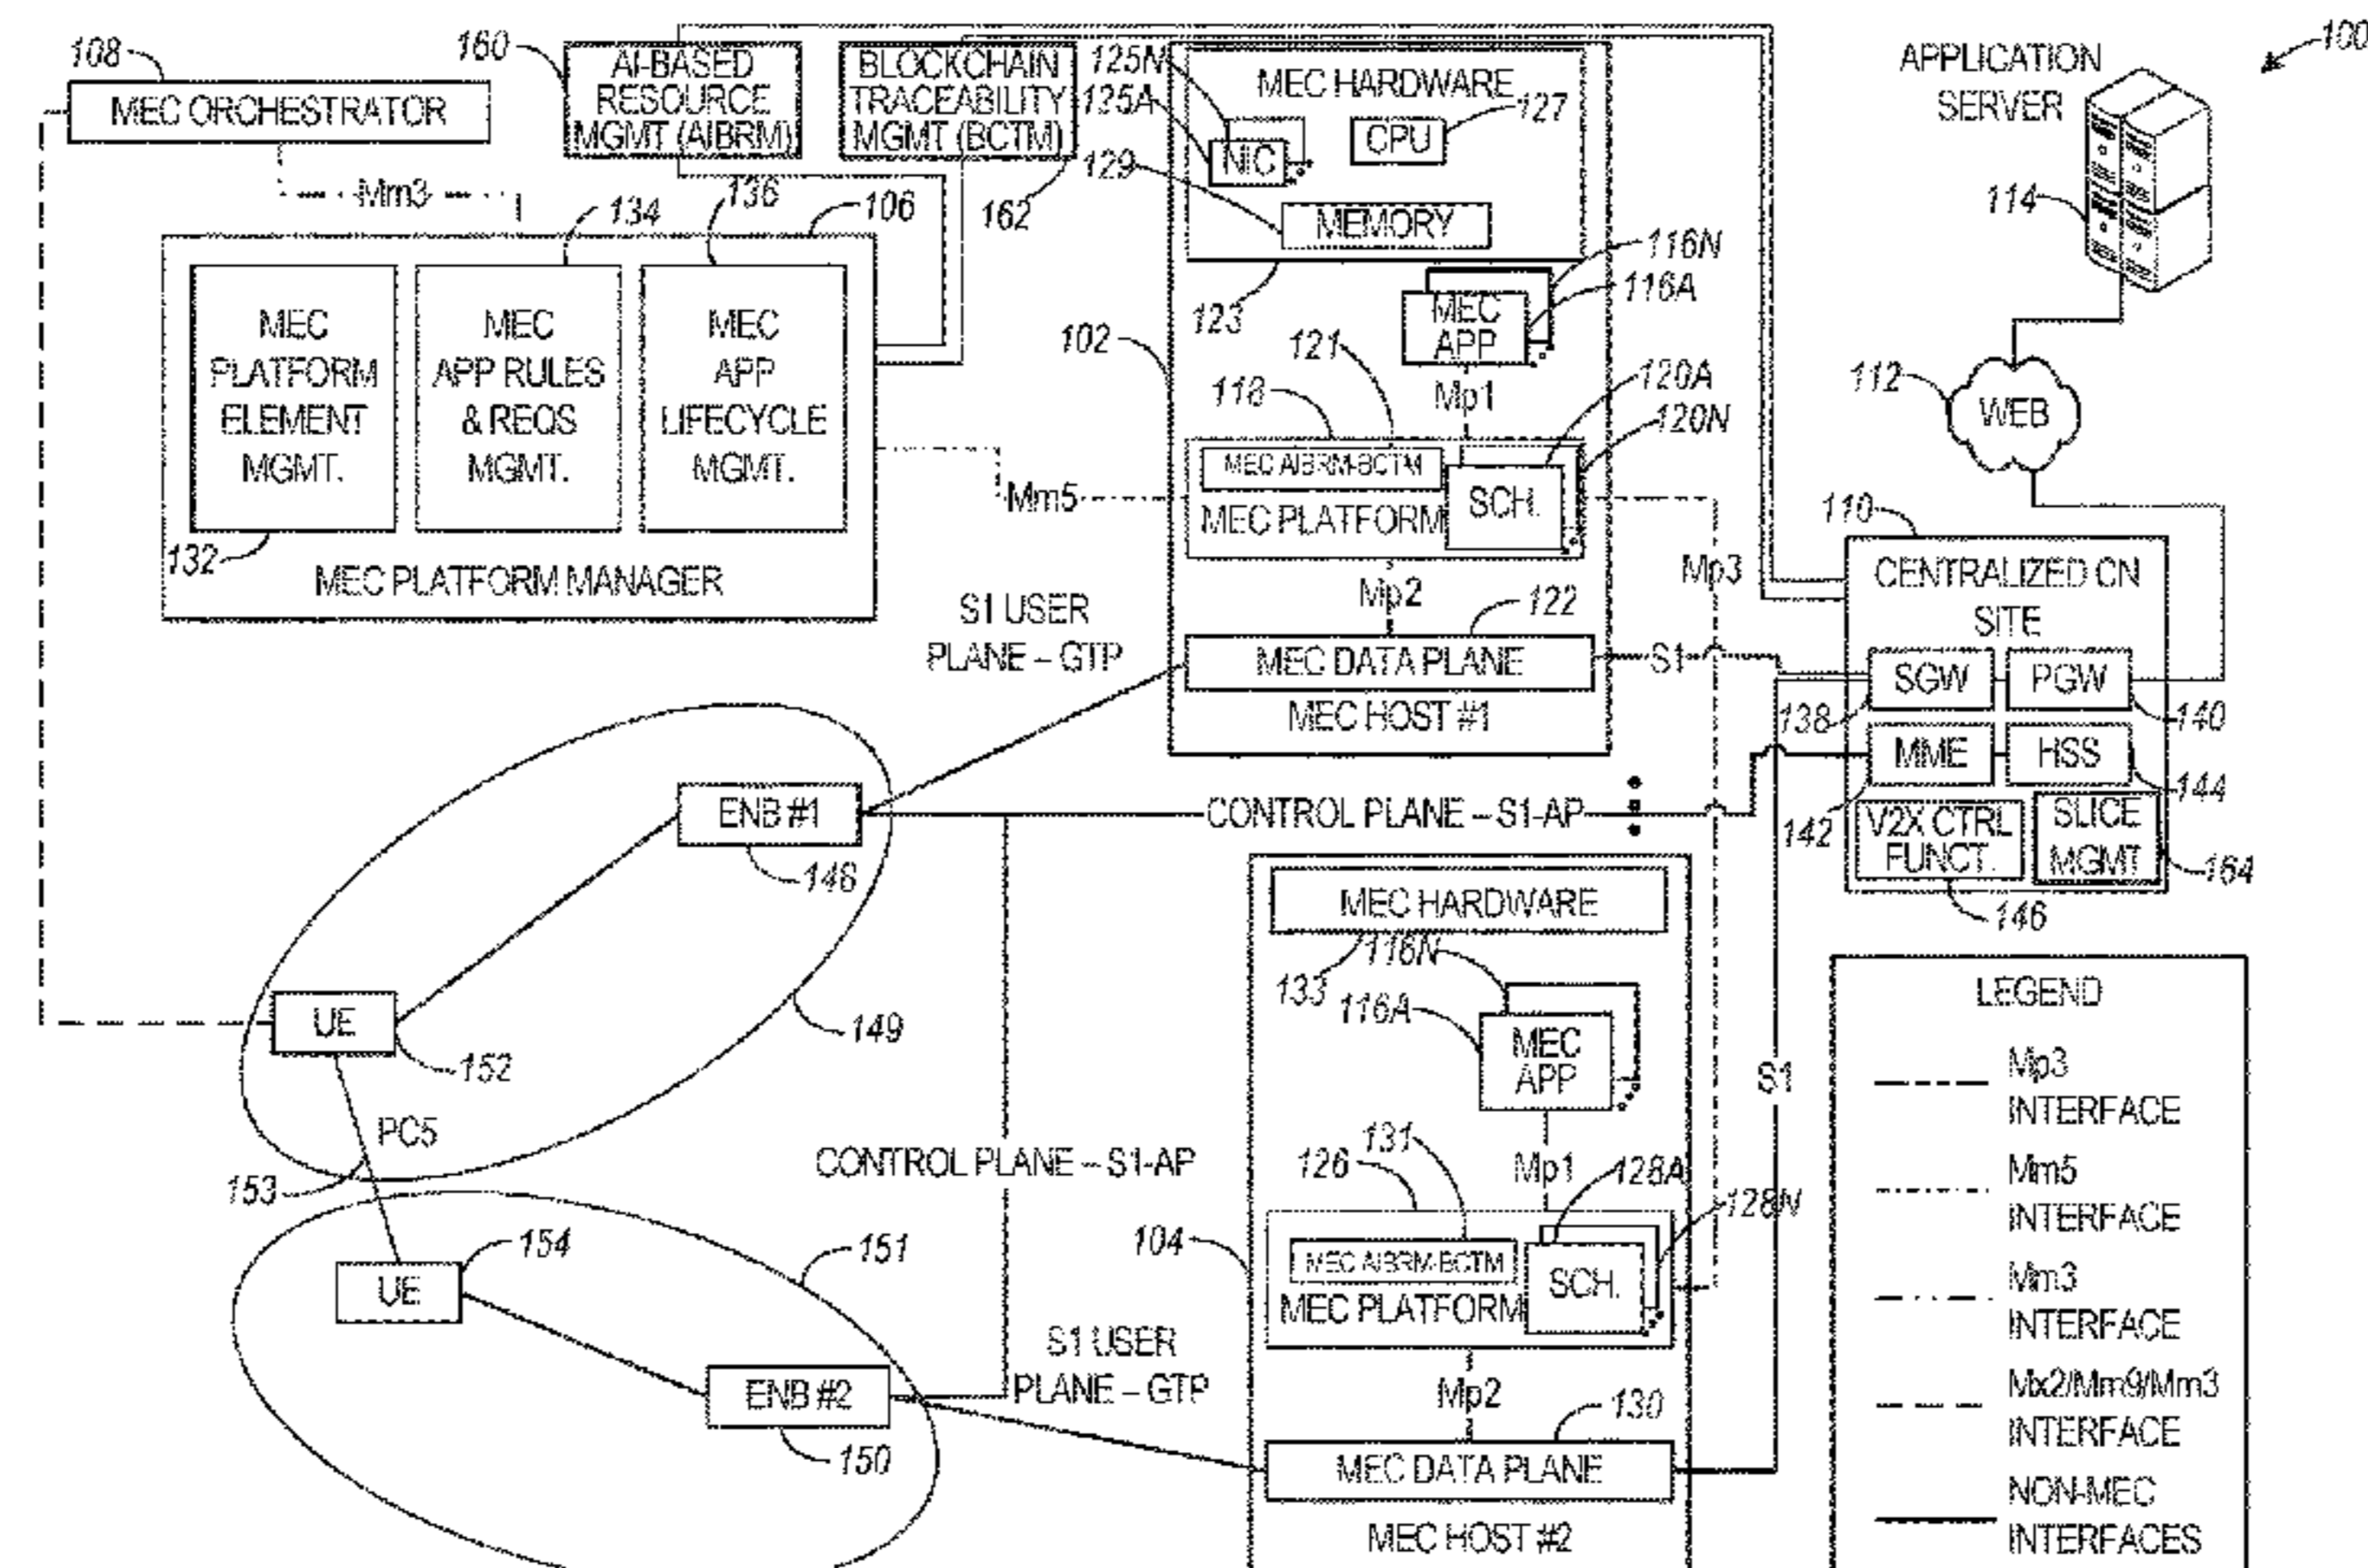 100
108
MEC ORCHESTRATOR
160
AI-BASED
RESOURCE
MGMT (AIBRM)
BLOCKCHAIN
TRACEABILITY
MGMT (BCTM)
162
Mm3
134
136
106
MEC
PLATFORM
ELEMENT
MGMT.
132
MEC
APP RULES
& REQS
MGMT.
MEC
APP
LIFECYCLE
MGMT.
MEC PLATFORM MANAGER
125N
125A
MEC HARDWARE
NIC
CPU
127
129
MEMORY
123
116N
116A
MEC
APP
102
121
118
Mp1
120A
120N
MEC AIBRM-BCTM
SCH.
MEC PLATFORM
Mm5
Mp3
Mp2
122
MEC DATA PLANE
S1
MEC HOST #1
S1 USER
PLANE – GTP
APPLICATION
SERVER
114
112
WEB
110
CENTRALIZED CN
SITE
SGW
PGW
138
140
MME
HSS
142
144
V2X CTRL
FUNCT.
SLICE
MGMT
164
146
ENB #1
148
CONTROL PLANE – S1-AP
UE
152
149
PC5
153
CONTROL PLANE – S1-AP
UE
154
151
ENB #2
150
S1 USER
PLANE – GTP
MEC HARDWARE
133
116N
116A
MEC
APP
S1
131
126
Mp1
128A
128N
104
MEC AIBRM-BCTM
SCH.
MEC PLATFORM
Mp2
130
MEC DATA PLANE
MEC HOST #2
LEGEND
Mp3
INTERFACE
Mm5
INTERFACE
Mm3
INTERFACE
Mx2/Mm9/Mm3
INTERFACE
NON-MEC
INTERFACES